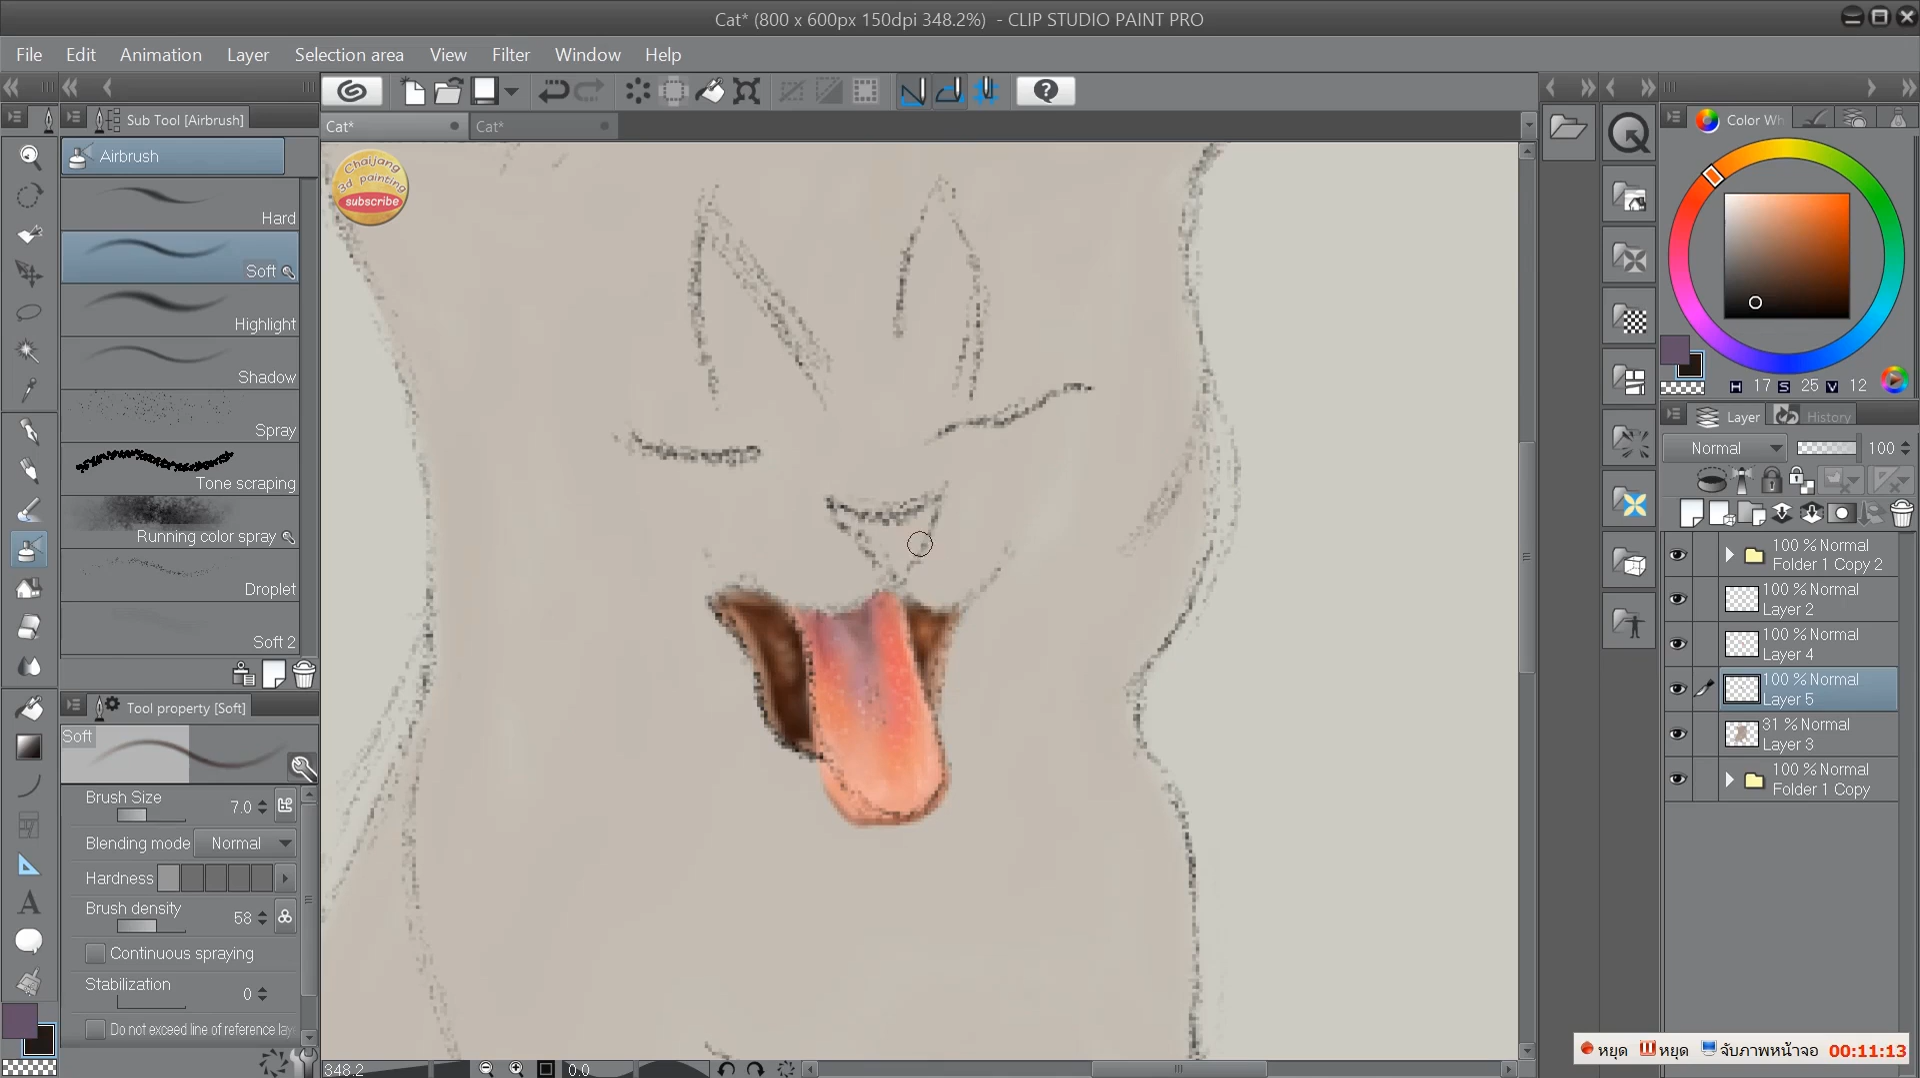 Cat* (800 x 600px 150dpi 348.2%)  - CLIP STUDIO PAINT PRO
File Edit Animation Layer Selection area View Filter Window Help
Sub Tool [Airbrush]
Cat*
Cat*
Color Wh
Airbrush
Chaijang
3d painting
subscribe
Hard
Soft
Highlight
Shadow
Spray
Tone scraping
Running color spray
Droplet
Soft 2
H 17 S 25 V 12
Layer History
Normal 100
100 % Normal
Folder 1 Copy 2
100 % Normal
Layer 2
100 % Normal
Layer 4
100 % Normal
Layer 5
31 % Normal
Layer 3
100 % Normal
Folder 1 Copy
Tool property [Soft]
Soft
Brush Size 7.0
Blending mode Normal
Hardness
Brush density 58
Continuous spraying
Stabilization 0
Do not exceed line of reference lay
348.2 0.0
หยุด หยุด จับภาพหน้าจอ 00:11:13